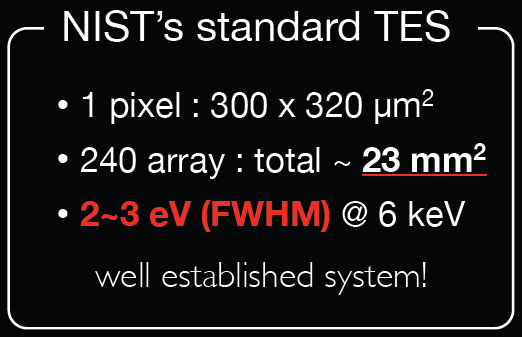 NIST's standard TES
• 1 pixel : 300 x 320 µm²
• 240 array : total ~ 23 mm²
• 2~3 eV (FWHM) @ 6 keV
well established system!